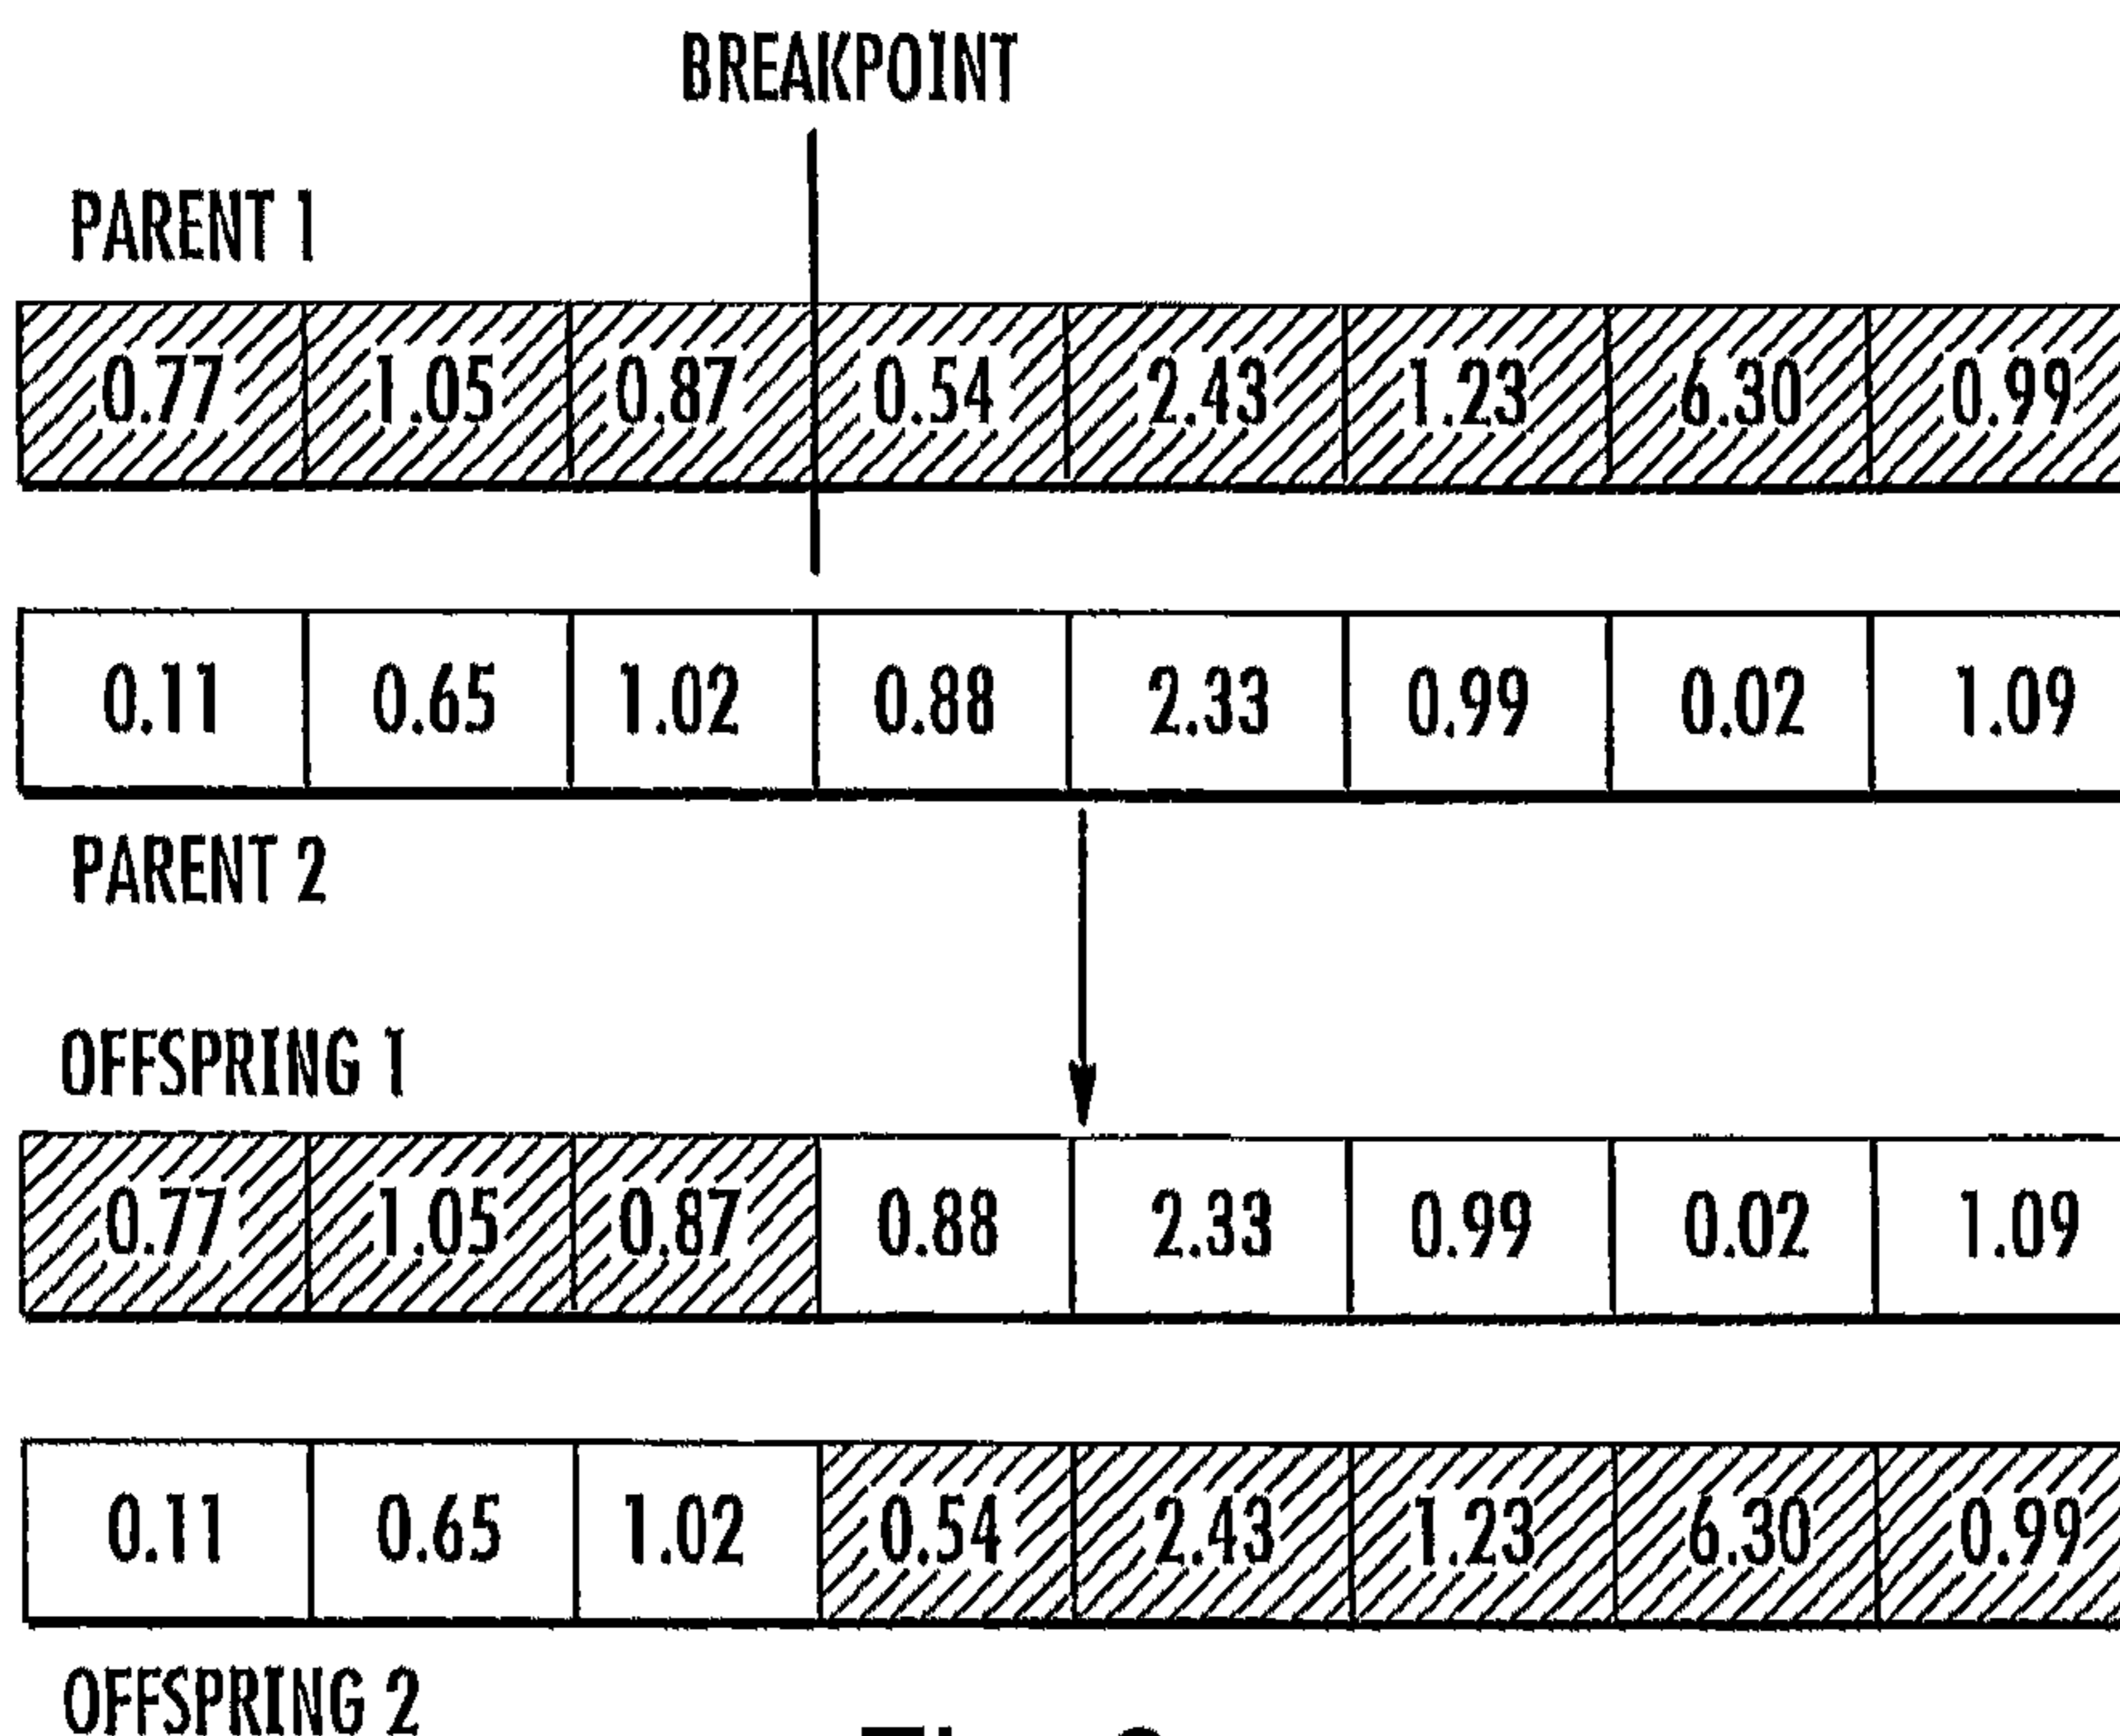 BREAKPOINT
PARENT 1
0.77 1.05 0.87 0.54 2.43 1.23 6.30 0.99
0.11 0.65 1.02 0.88 2.33 0.99 0.02 1.09
PARENT 2
OFFSPRING 1
0.77 1.05 0.87 0.88 2.33 0.99 0.02 1.09
0.11 0.65 1.02 0.54 2.43 1.23 6.30 0.99
OFFSPRING 2